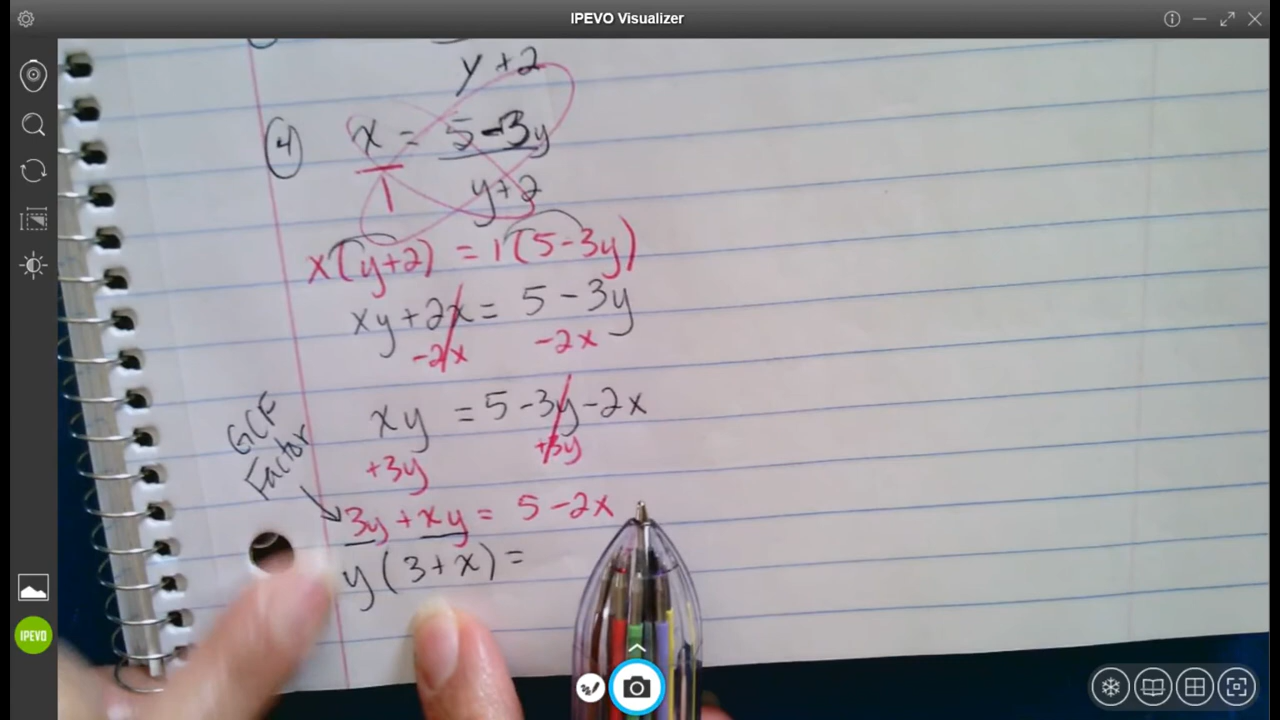 IPEVO Visualizer
y + 2
④ x = 5 - 3y
1 y + 2
x(y+2) = 1(5-3y)
xy + 2x = 5 - 3y
-2x -2x
xy = 5 - 3y - 2x
+3y +3y
GCF
Factor
3y + xy = 5 - 2x
y(3+x) =
IPEVO